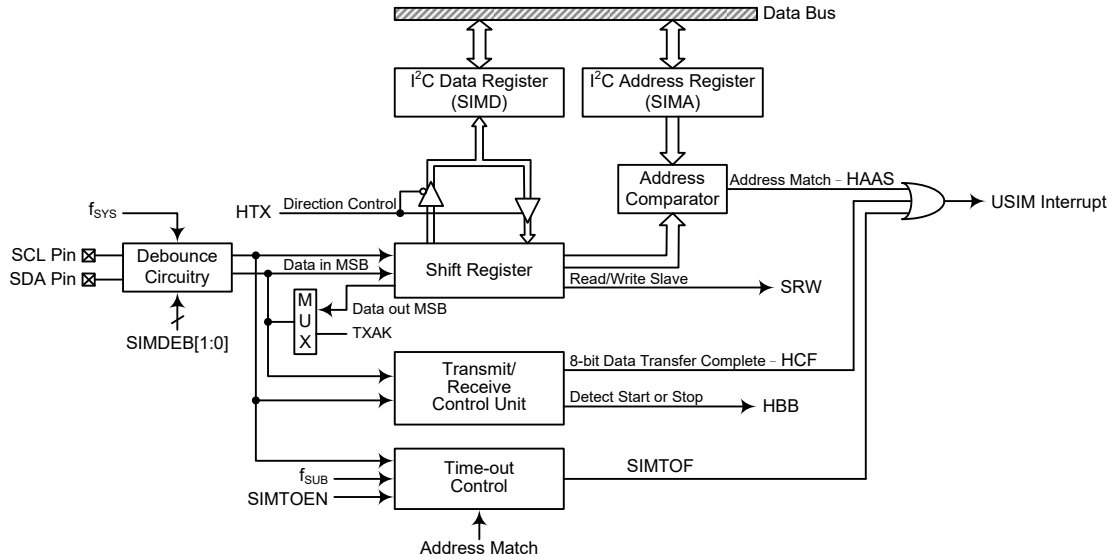 Data Bus
I²C Data Register
(SIMD)
I²C Address Register
(SIMA)
Address
Comparator
Address Match - HAAS
USIM Interrupt
HTX
Direction Control
fSYS
SCL Pin
SDA Pin
Debounce
Circuitry
SIMDEB[1:0]
Data in MSB
Shift Register
Read/Write Slave
SRW
M
U
X
Data out MSB
TXAK
Transmit/
Receive
Control Unit
8-bit Data Transfer Complete - HCF
Detect Start or Stop
HBB
fSUB
SIMTOEN
Time-out
Control
SIMTOF
Address Match